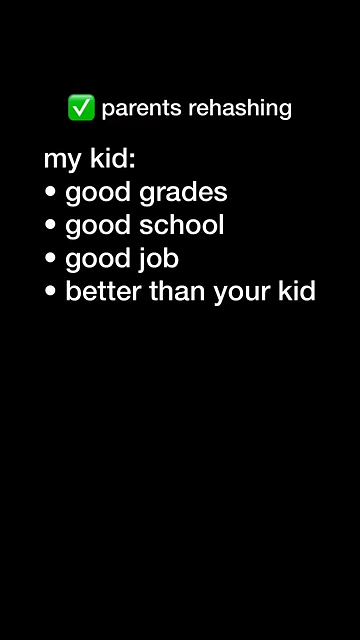 ✅ parents rehashing
my kid:
• good grades
• good school
• good job
• better than your kid